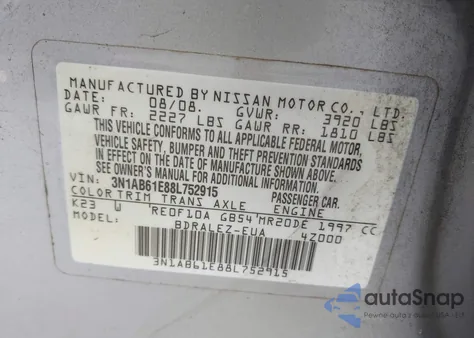 MANUFACTURED BY NISSAN MOTOR CO., LTD.
DATE: 08/08. GVWR: 3920 LBS
GAWR FR: 2227 LBS GAWR RR: 1810 LBS
THIS VEHICLE CONFORMS TO ALL APPLICABLE FEDERAL MOTOR
VEHICLE SAFETY, BUMPER AND THEFT PREVENTION STANDARDS
IN EFFECT ON THE DATE OF MANUFACTURE SHOWN ABOVE.
SEE OWNER'S MANUAL FOR ADDITIONAL INFORMATION
VIN: 3N1AB61E88L752915 PASSENGER CAR.
COLOR TRIM TRANS AXLE ENGINE
K23 W RE0F10A GB54 MR20DE 1997 CC
MODEL: BDRALEZ-EUA 4Z000
3N1AB61E88L752915
autoSnap